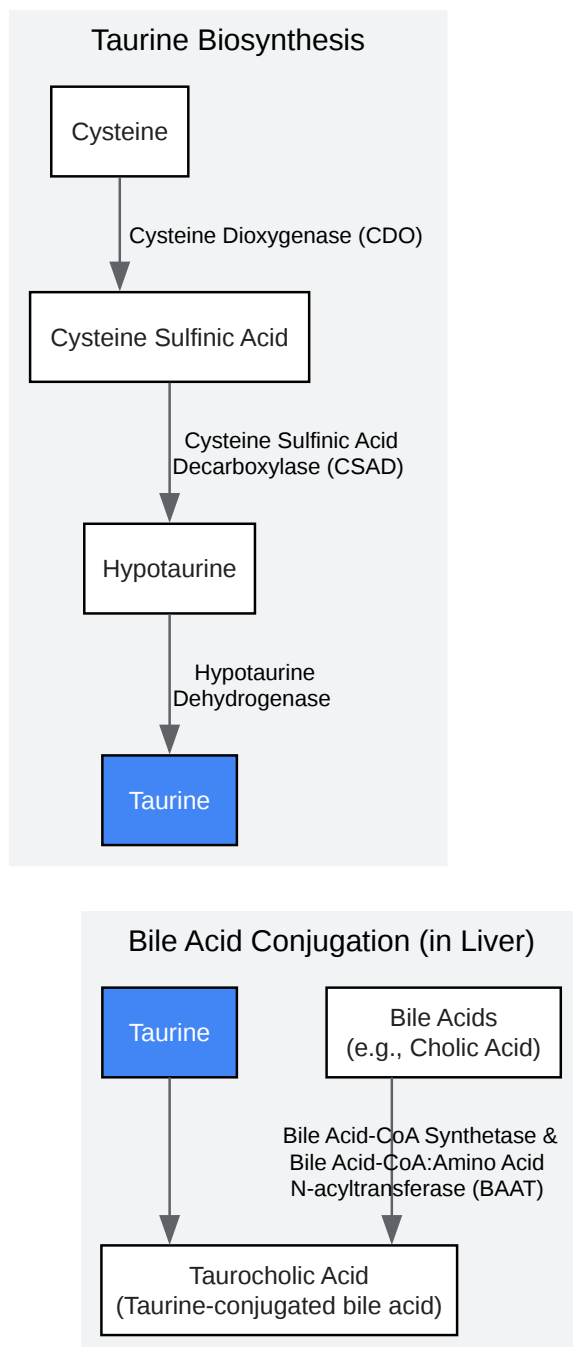 Taurine Biosynthesis
Cysteine
Cysteine Dioxygenase (CDO)
Cysteine Sulfinic Acid
Cysteine Sulfinic Acid
Decarboxylase (CSAD)
Hypotaurine
Hypotaurine
Dehydrogenase
Taurine
Bile Acid Conjugation (in Liver)
Taurine
Bile Acids
(e.g., Cholic Acid)
Bile Acid-CoA Synthetase &
Bile Acid-CoA:Amino Acid
N-acyltransferase (BAAT)
Taurocholic Acid
(Taurine-conjugated bile acid)